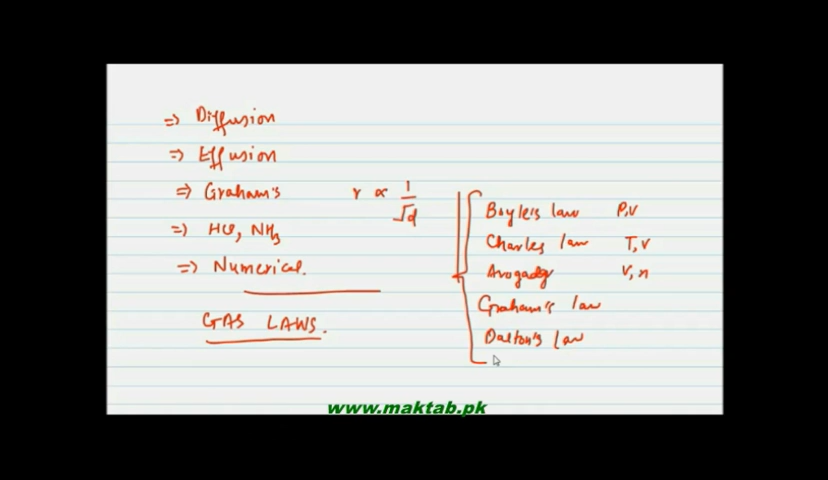 ⇒ Diffusion
⇒ Effusion
⇒ Graham's r ∝ 1/√d
⇒ HCl, NH3
⇒ Numerical.
GAS LAWS.
Boyle's law P,V
Charles law T,V
Avogadro V,n
Graham's law
Dalton's law
www.maktab.pk